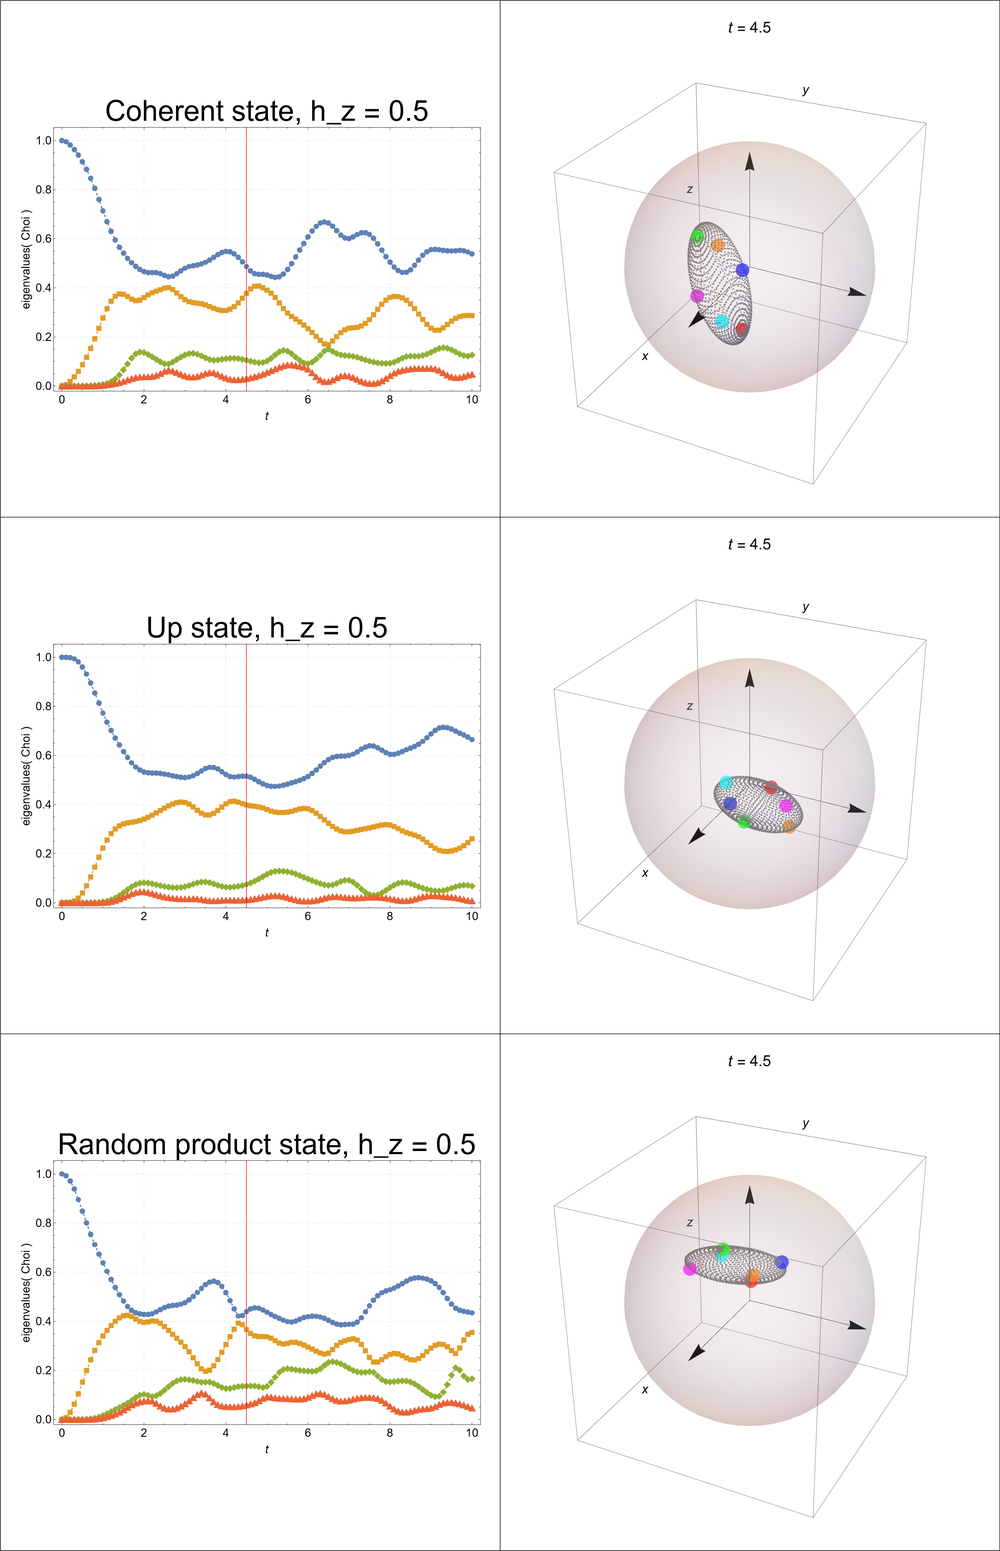 t = 4.5
Coherent state, h_z = 0.5
eigenvalues( Choi )
1.0
0.8
0.6
0.4
0.2
0.0
0 2 4 6 8 10
t
y
z
x
t = 4.5
Up state, h_z = 0.5
eigenvalues( Choi )
1.0
0.8
0.6
0.4
0.2
0.0
0 2 4 6 8 10
t
y
z
x
t = 4.5
Random product state, h_z = 0.5
eigenvalues( Choi )
1.0
0.8
0.6
0.4
0.2
0.0
0 2 4 6 8 10
t
y
z
x